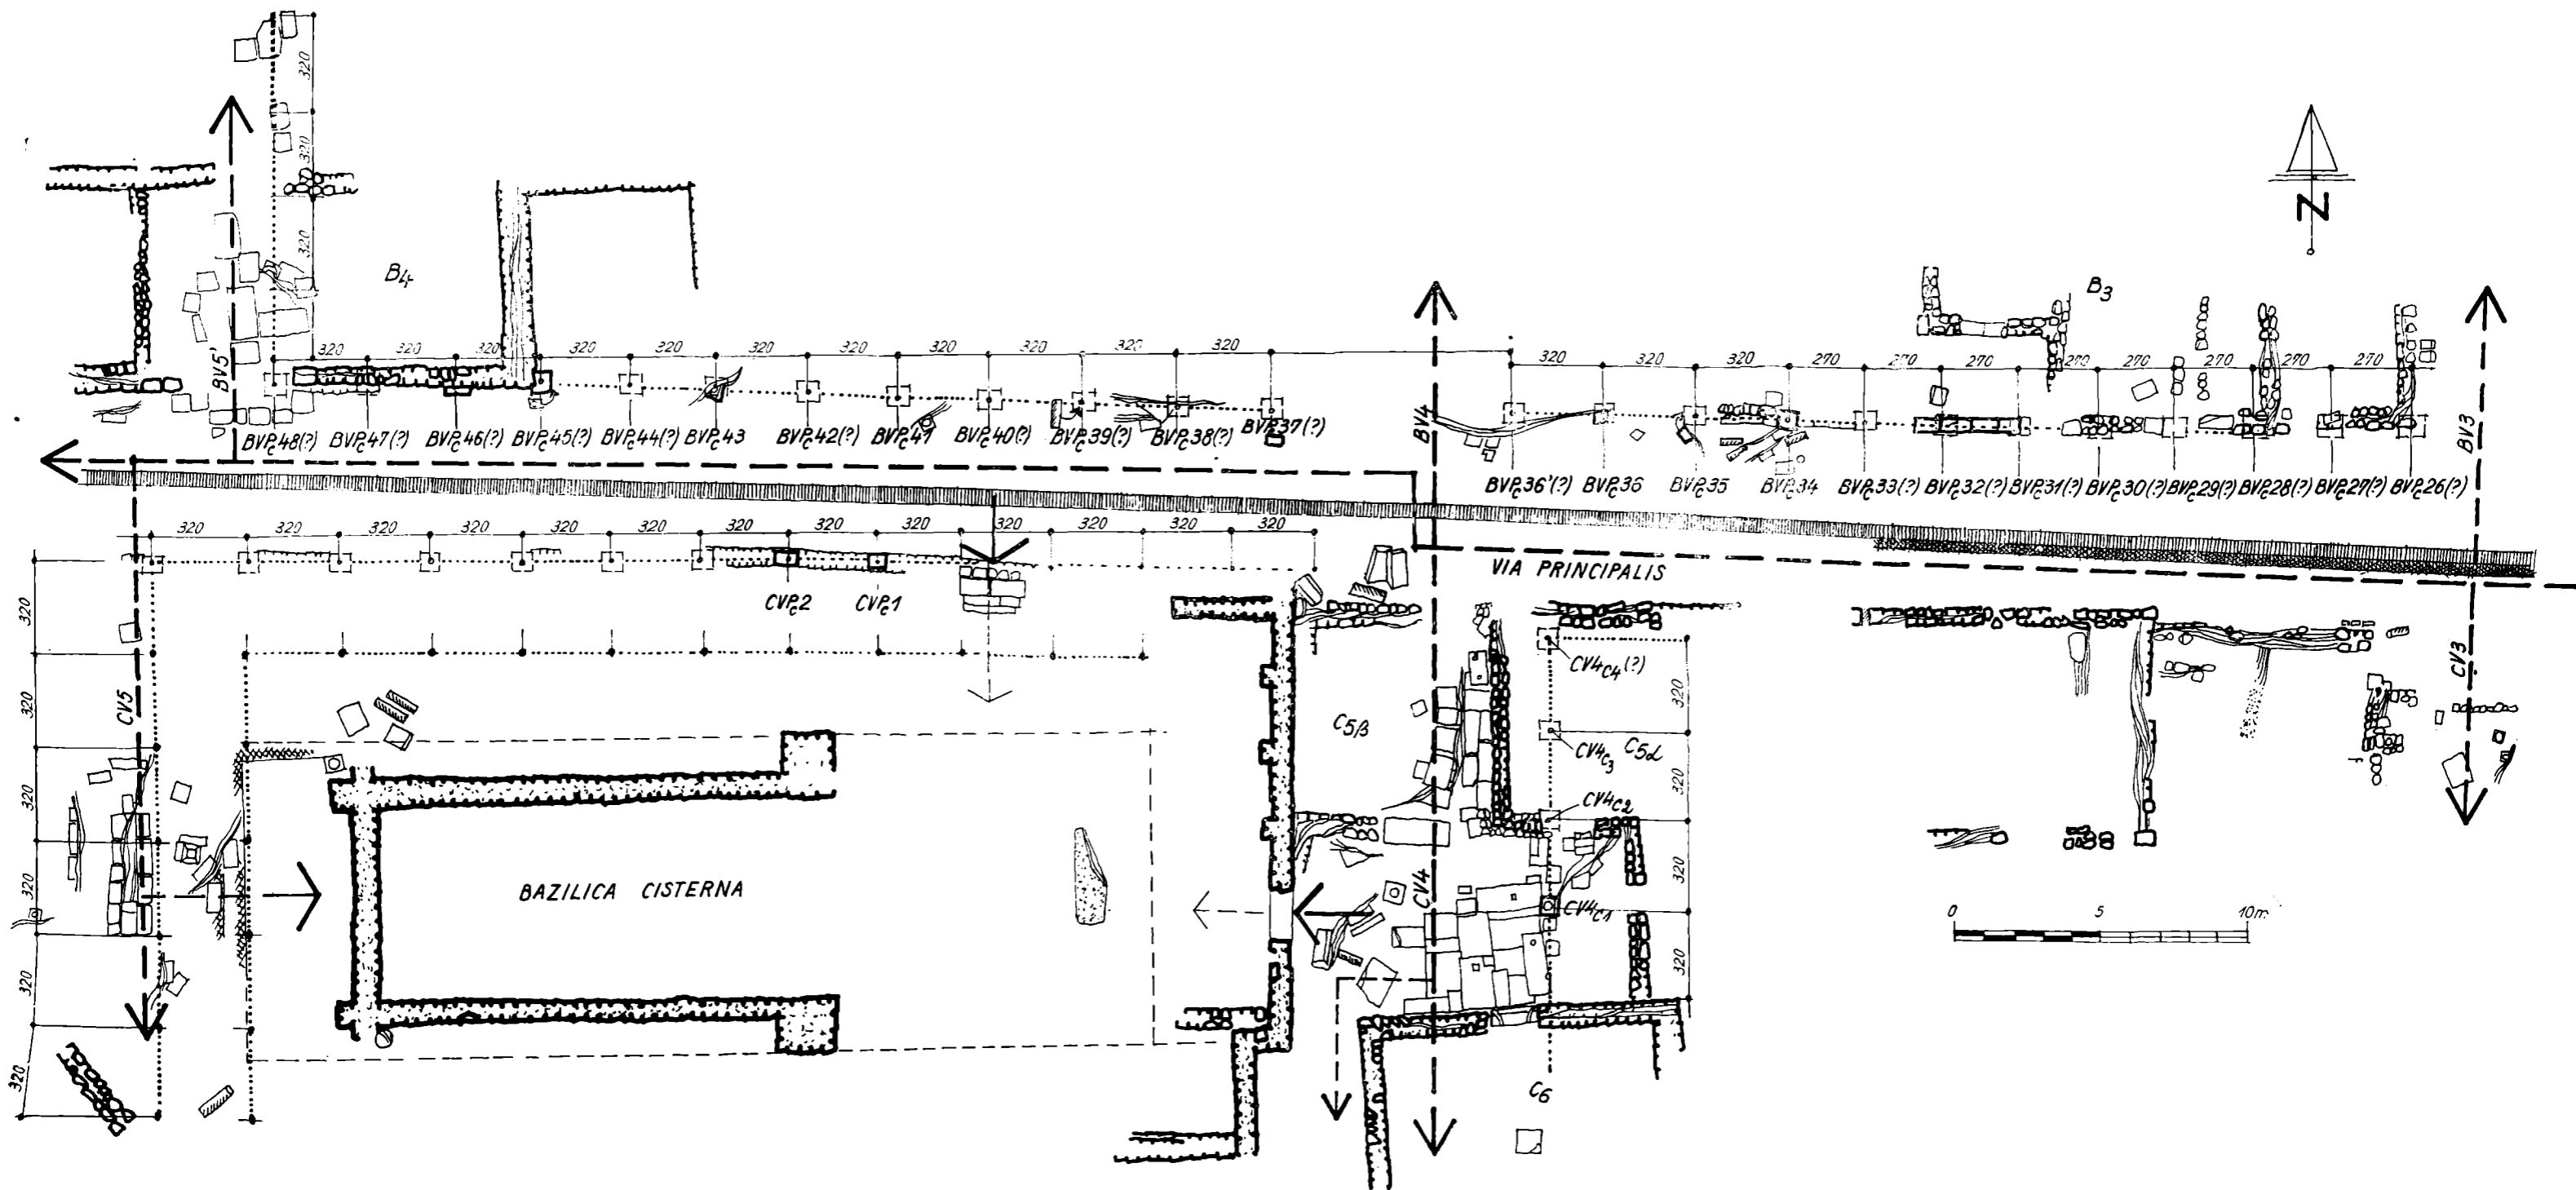 320
320
320
N
B4
B3
BV5'
320 320 320 320 320 320 320 320 320 320 320
320 320 320 270 270 270 270 270 270 270 270
BV4
BV3
BVPc48(?) BVPc47(?) BVPc46(?) BVPc45(?) BVPc44(?) BVPc43 BVPc42(?) BVPc41 BVPc40(?) BVPc39(?) BVPc38(?) BVPc37(?)
BVPc36'(?) BVPc36 BVPc35 BVPc34 BVPc33(?) BVPc32(?) BVPc31(?) BVPc30(?) BVPc29(?) BVPc28(?) BVPc27(?) BVPc26(?)
320 320 320 320 320 320 320 320 320 320 320 320 320
VIA PRINCIPALIS
CVPc2 CVPc1
320
320
320
320
320
320
CV5
CV3
CV4c4(?)
320
C5β
CV4c3
C5α
320
CV4c2
320
BAZILICA CISTERNA
CV4
CV4c1
320
0 5 10m
C6